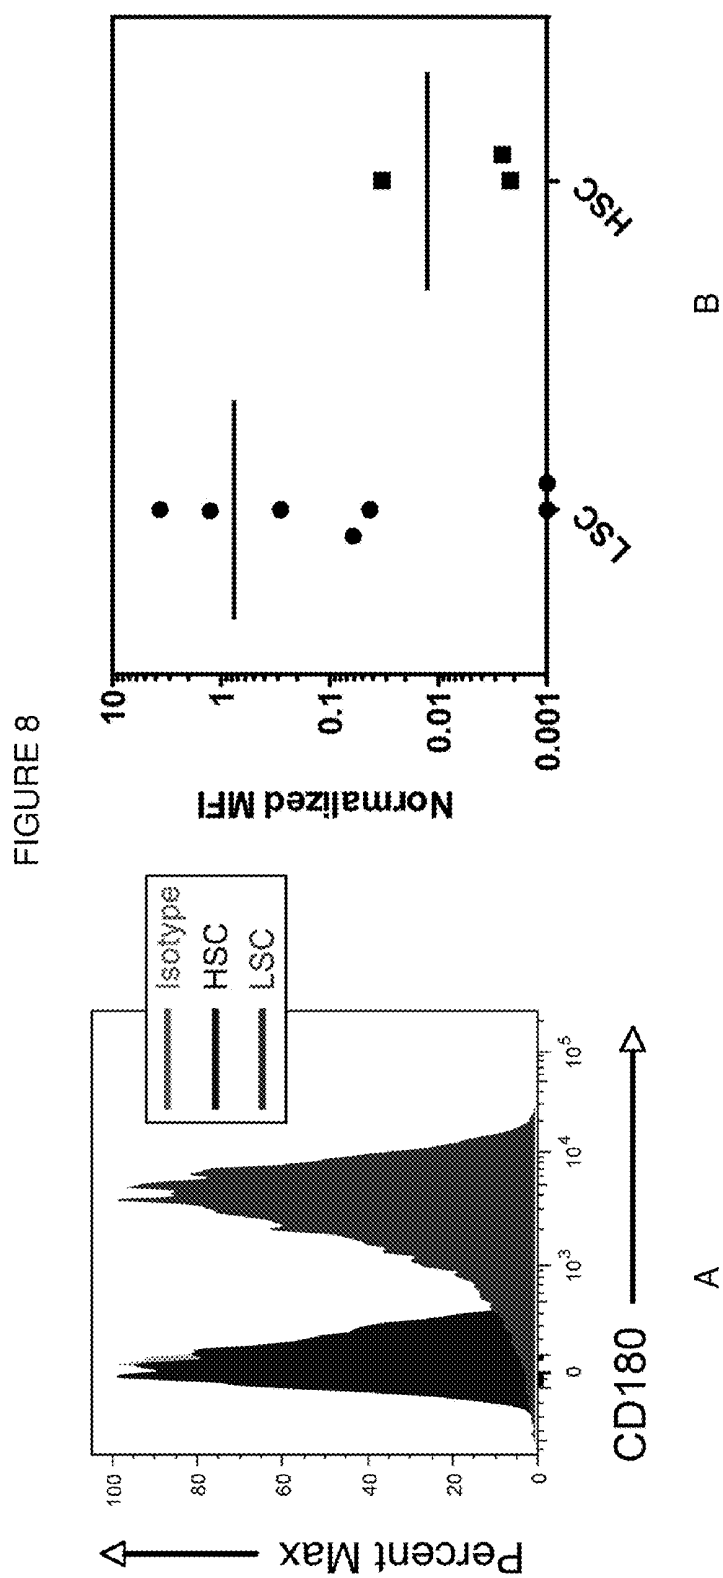 FIGURE 8
Percent Max
100
80
60
40
20
0
0
10³
10⁴
10⁵
CD180
Isotype
HSC
LSC
A
Normalized MFI
10
1
0.1
0.01
0.001
LSC
HSC
B